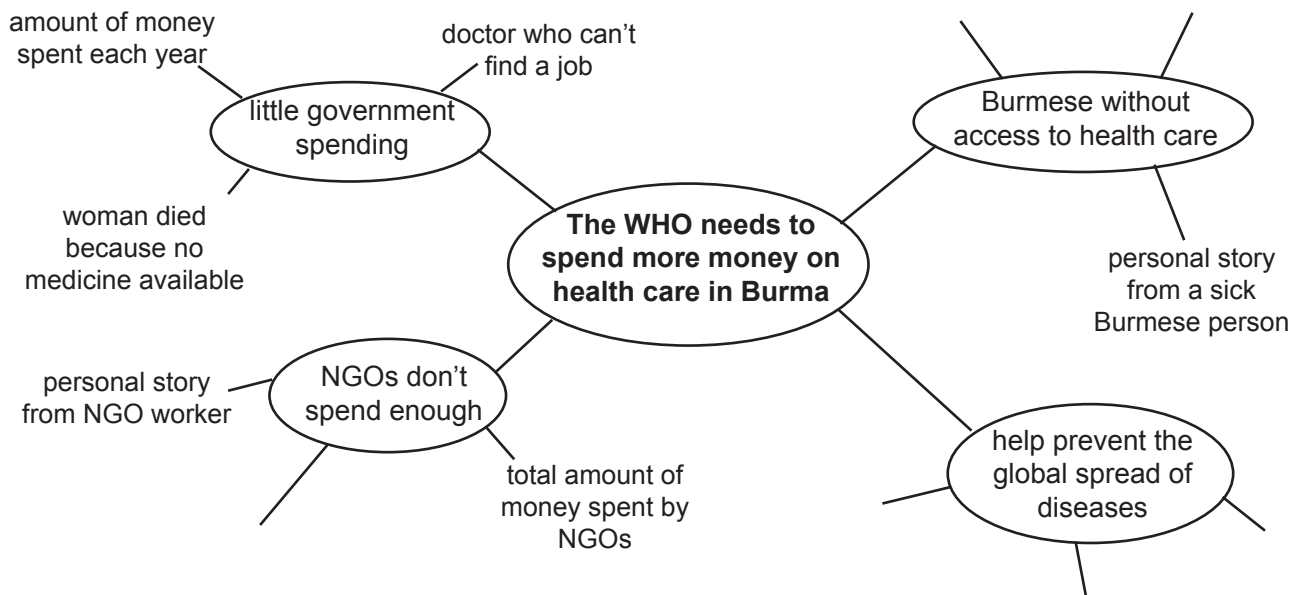 amount of money
spent each year
doctor who can't
find a job
little government
spending
woman died
because no
medicine available
Burmese without
access to health care
personal story
from a sick
Burmese person
The WHO needs to
spend more money on
health care in Burma
personal story
from NGO worker
NGOs don't
spend enough
total amount of
money spent by
NGOs
help prevent the
global spread of
diseases